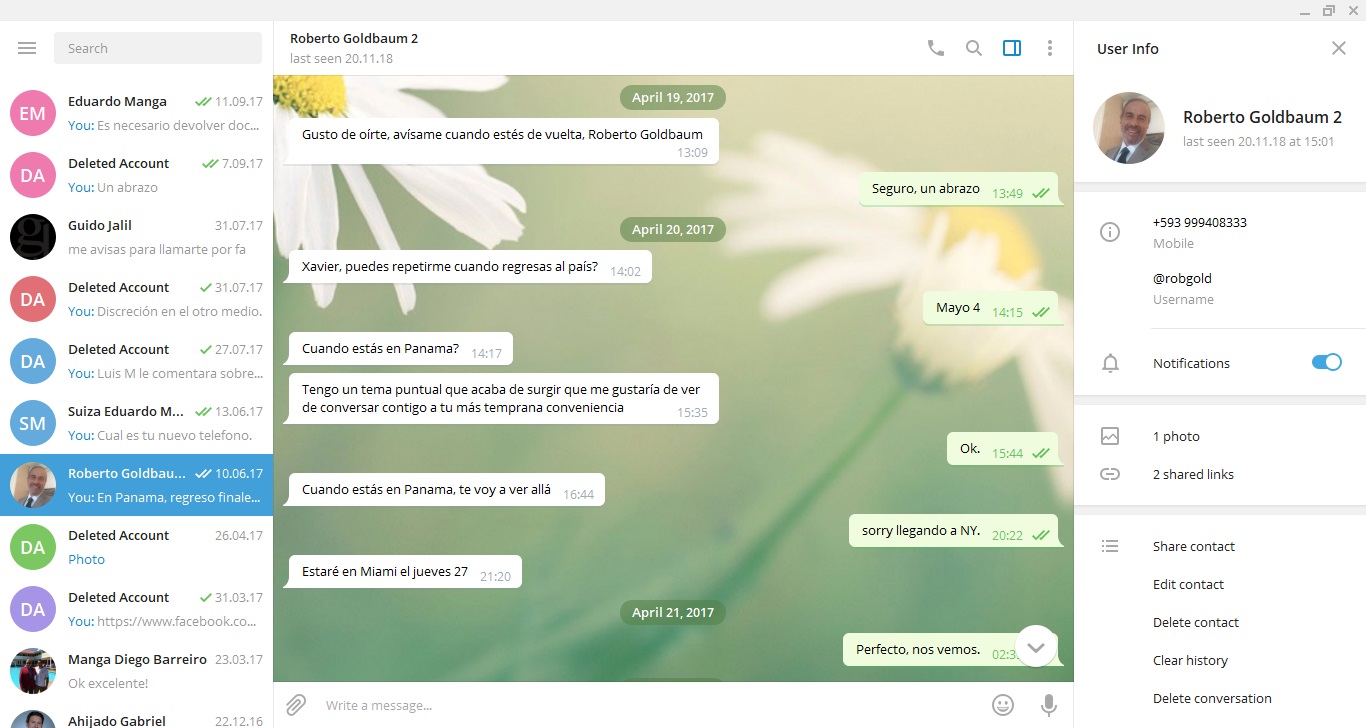 Search
Eduardo Manga 11.09.17
You: Es necesario devolver doc...
Deleted Account 7.09.17
You: Un abrazo
Guido Jalil 31.07.17
me avisas para llamarte por fa
Deleted Account 31.07.17
You: Discreción en el otro medio.
Deleted Account 27.07.17
You: Luis M le comentara sobre...
Suiza Eduardo M... 13.06.17
You: Cual es tu nuevo telefono.
Roberto Goldbau... 10.06.17
You: En Panama, regreso finale...
Deleted Account 26.04.17
Photo
Deleted Account 31.03.17
You: https://www.facebook.co...
Manga Diego Barreiro 23.03.17
Ok excelente!
Ahijado Gabriel 22.12.16
EM
DA
gj
DA
DA
SM
DA
DA
Roberto Goldbaum 2
last seen 20.11.18
April 19, 2017
Gusto de oírte, avísame cuando estés de vuelta, Roberto Goldbaum
13:09
Seguro, un abrazo 13:49
April 20, 2017
Xavier, puedes repetirme cuando regresas al país? 14:02
Mayo 4 14:15
Cuando estás en Panama? 14:17
Tengo un tema puntual que acaba de surgir que me gustaría de ver
de conversar contigo a tu más temprana conveniencia 15:35
Ok. 15:44
Cuando estás en Panama, te voy a ver allá 16:44
sorry llegando a NY. 20:22
Estaré en Miami el jueves 27 21:20
April 21, 2017
Perfecto, nos vemos.
Write a message...
User Info
Roberto Goldbaum 2
last seen 20.11.18 at 15:01
+593 999408333
Mobile
@robgold
Username
Notifications
1 photo
2 shared links
Share contact
Edit contact
Delete contact
Clear history
Delete conversation